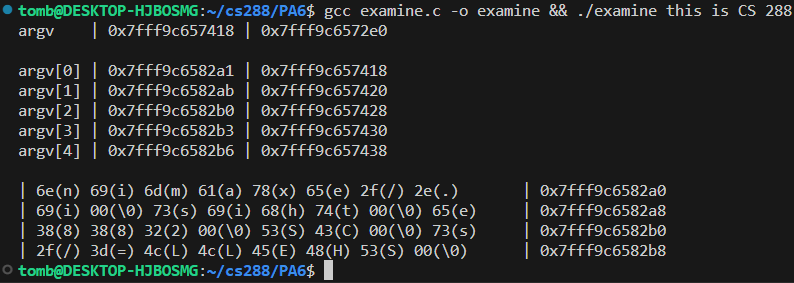 tomb@DESKTOP-HJBOSMG:~/cs288/PA6$ gcc examine.c -o examine && ./examine this is CS 288
argv    | 0x7fff9c657418 | 0x7fff9c6572e0
argv[0] | 0x7fff9c6582a1 | 0x7fff9c657418
argv[1] | 0x7fff9c6582ab | 0x7fff9c657420
argv[2] | 0x7fff9c6582b0 | 0x7fff9c657428
argv[3] | 0x7fff9c6582b3 | 0x7fff9c657430
argv[4] | 0x7fff9c6582b6 | 0x7fff9c657438
| 6e(n) 69(i) 6d(m) 61(a) 78(x) 65(e) 2f(/) 2e(.)       | 0x7fff9c6582a0
| 69(i) 00(\0) 73(s) 69(i) 68(h) 74(t) 00(\0) 65(e)     | 0x7fff9c6582a8
| 38(8) 38(8) 32(2) 00(\0) 53(S) 43(C) 00(\0) 73(s)     | 0x7fff9c6582b0
| 2f(/) 3d(=) 4c(L) 4c(L) 45(E) 48(H) 53(S) 00(\0)      | 0x7fff9c6582b8
tomb@DESKTOP-HJBOSMG:~/cs288/PA6$